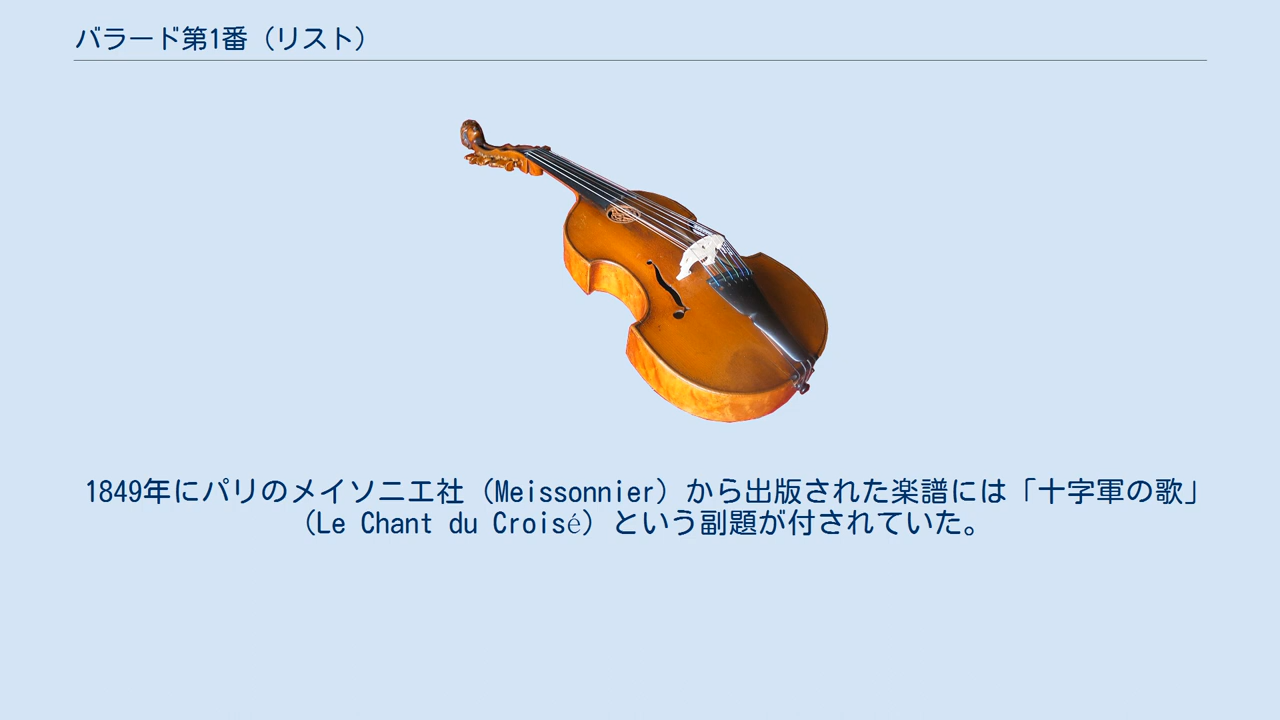 バラード第1番（リスト）
1849年にパリのメイソニエ社（Meissonnier）から出版された楽譜には「十字軍の歌」
（Le Chant du Croisé）という副題が付されていた。